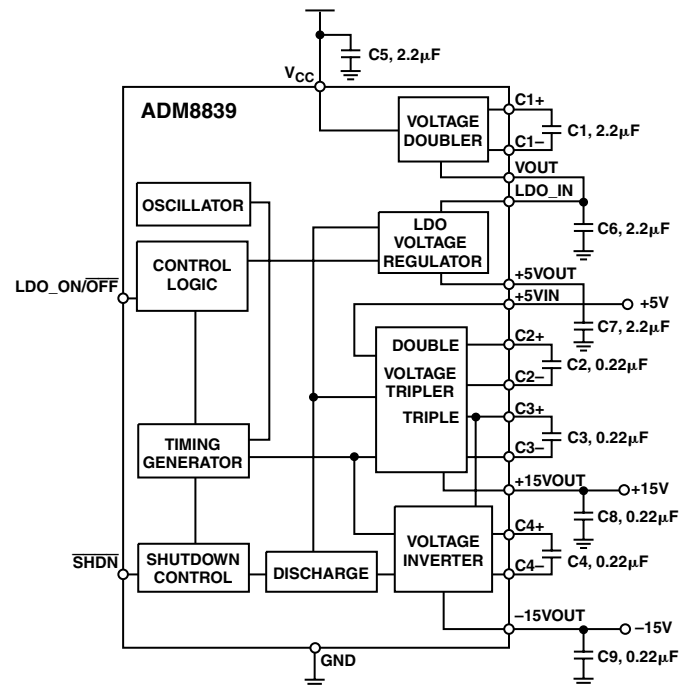 C5, 2.2µF
VCC
ADM8839
VOLTAGE
DOUBLER
C1+
C1–
C1, 2.2µF
VOUT
LDO_IN
OSCILLATOR
LDO
VOLTAGE
REGULATOR
C6, 2.2µF
CONTROL
LOGIC
LDO_ON/OFF
+5VOUT
+5VIN
+5V
C7, 2.2µF
DOUBLE
VOLTAGE
TRIPLER
TRIPLE
C2+
C2–
C2, 0.22µF
C3+
C3–
C3, 0.22µF
TIMING
GENERATOR
+15VOUT
+15V
C8, 0.22µF
VOLTAGE
INVERTER
C4+
C4–
C4, 0.22µF
SHDN
SHUTDOWN
CONTROL
DISCHARGE
–15VOUT
–15V
C9, 0.22µF
GND